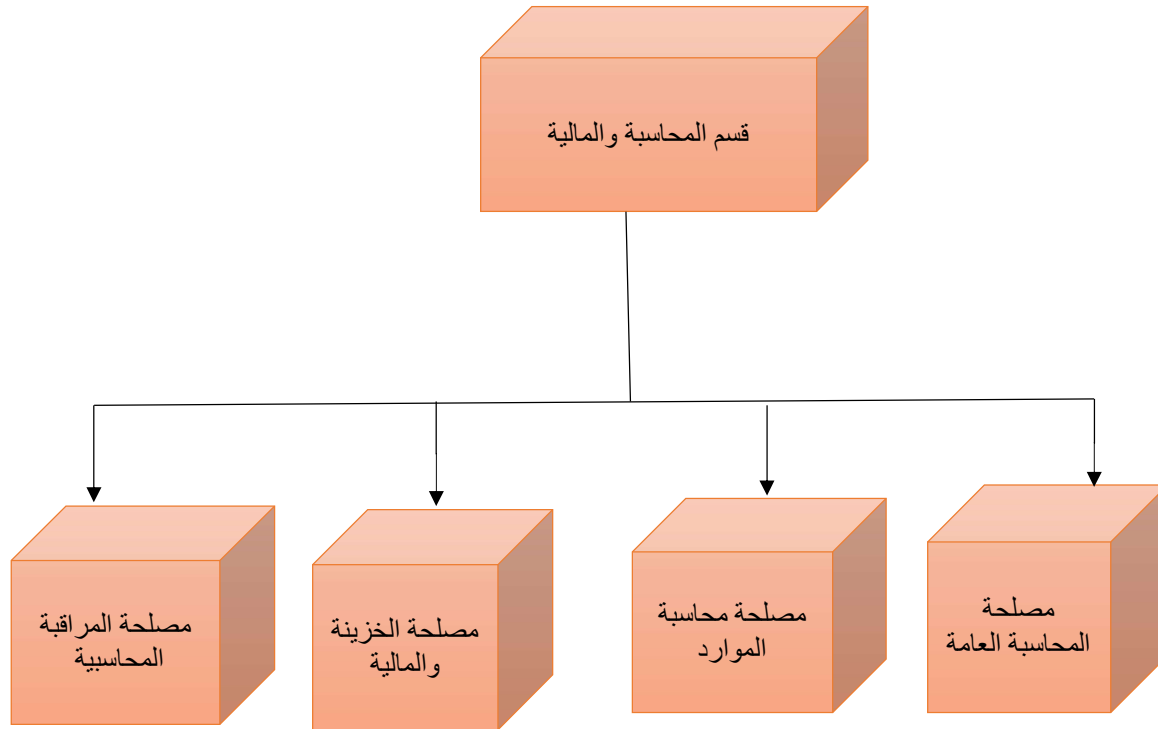 قسم المحاسبة والمالية
مصلحة
المحاسبة العامة
مصلحة محاسبة
الموارد
مصلحة الخزينة
والمالية
مصلحة المراقبة
المحاسبية